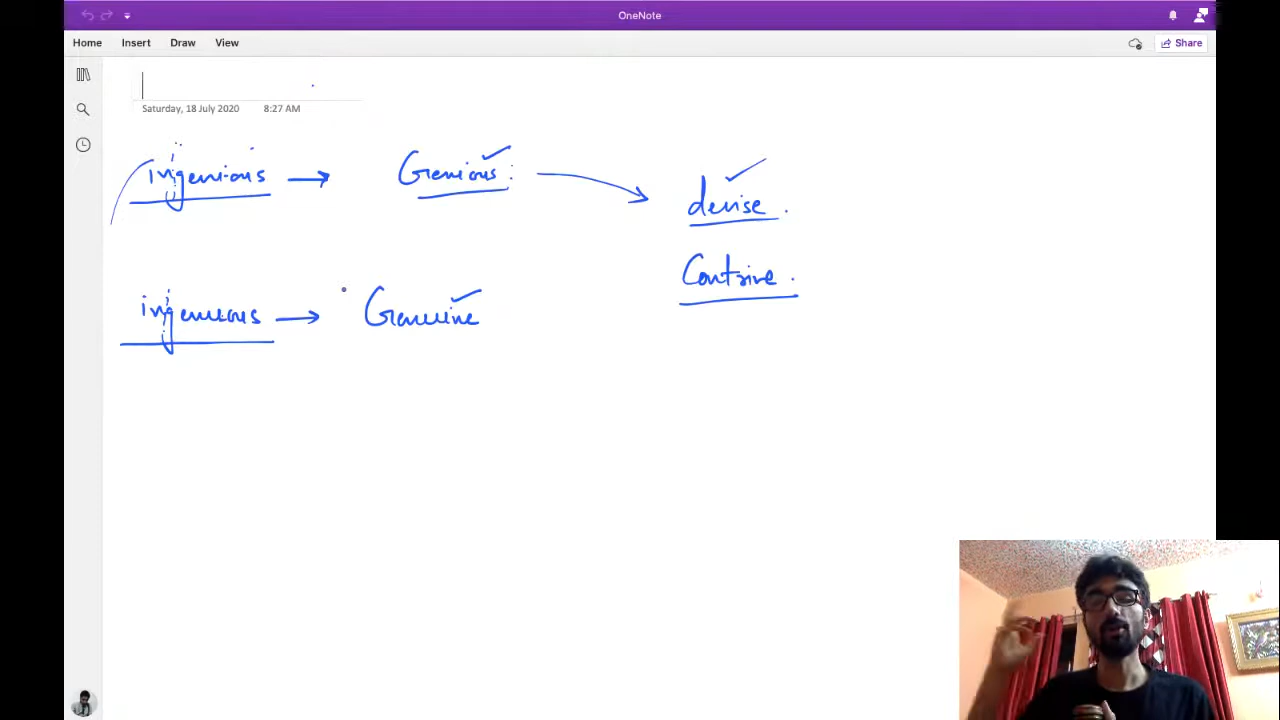 OneNote
Home Insert Draw View Share
Saturday, 18 July 2020 8:27 AM
ingenious → Genious :
devise .
Contrive .
ingenuous → Genuine